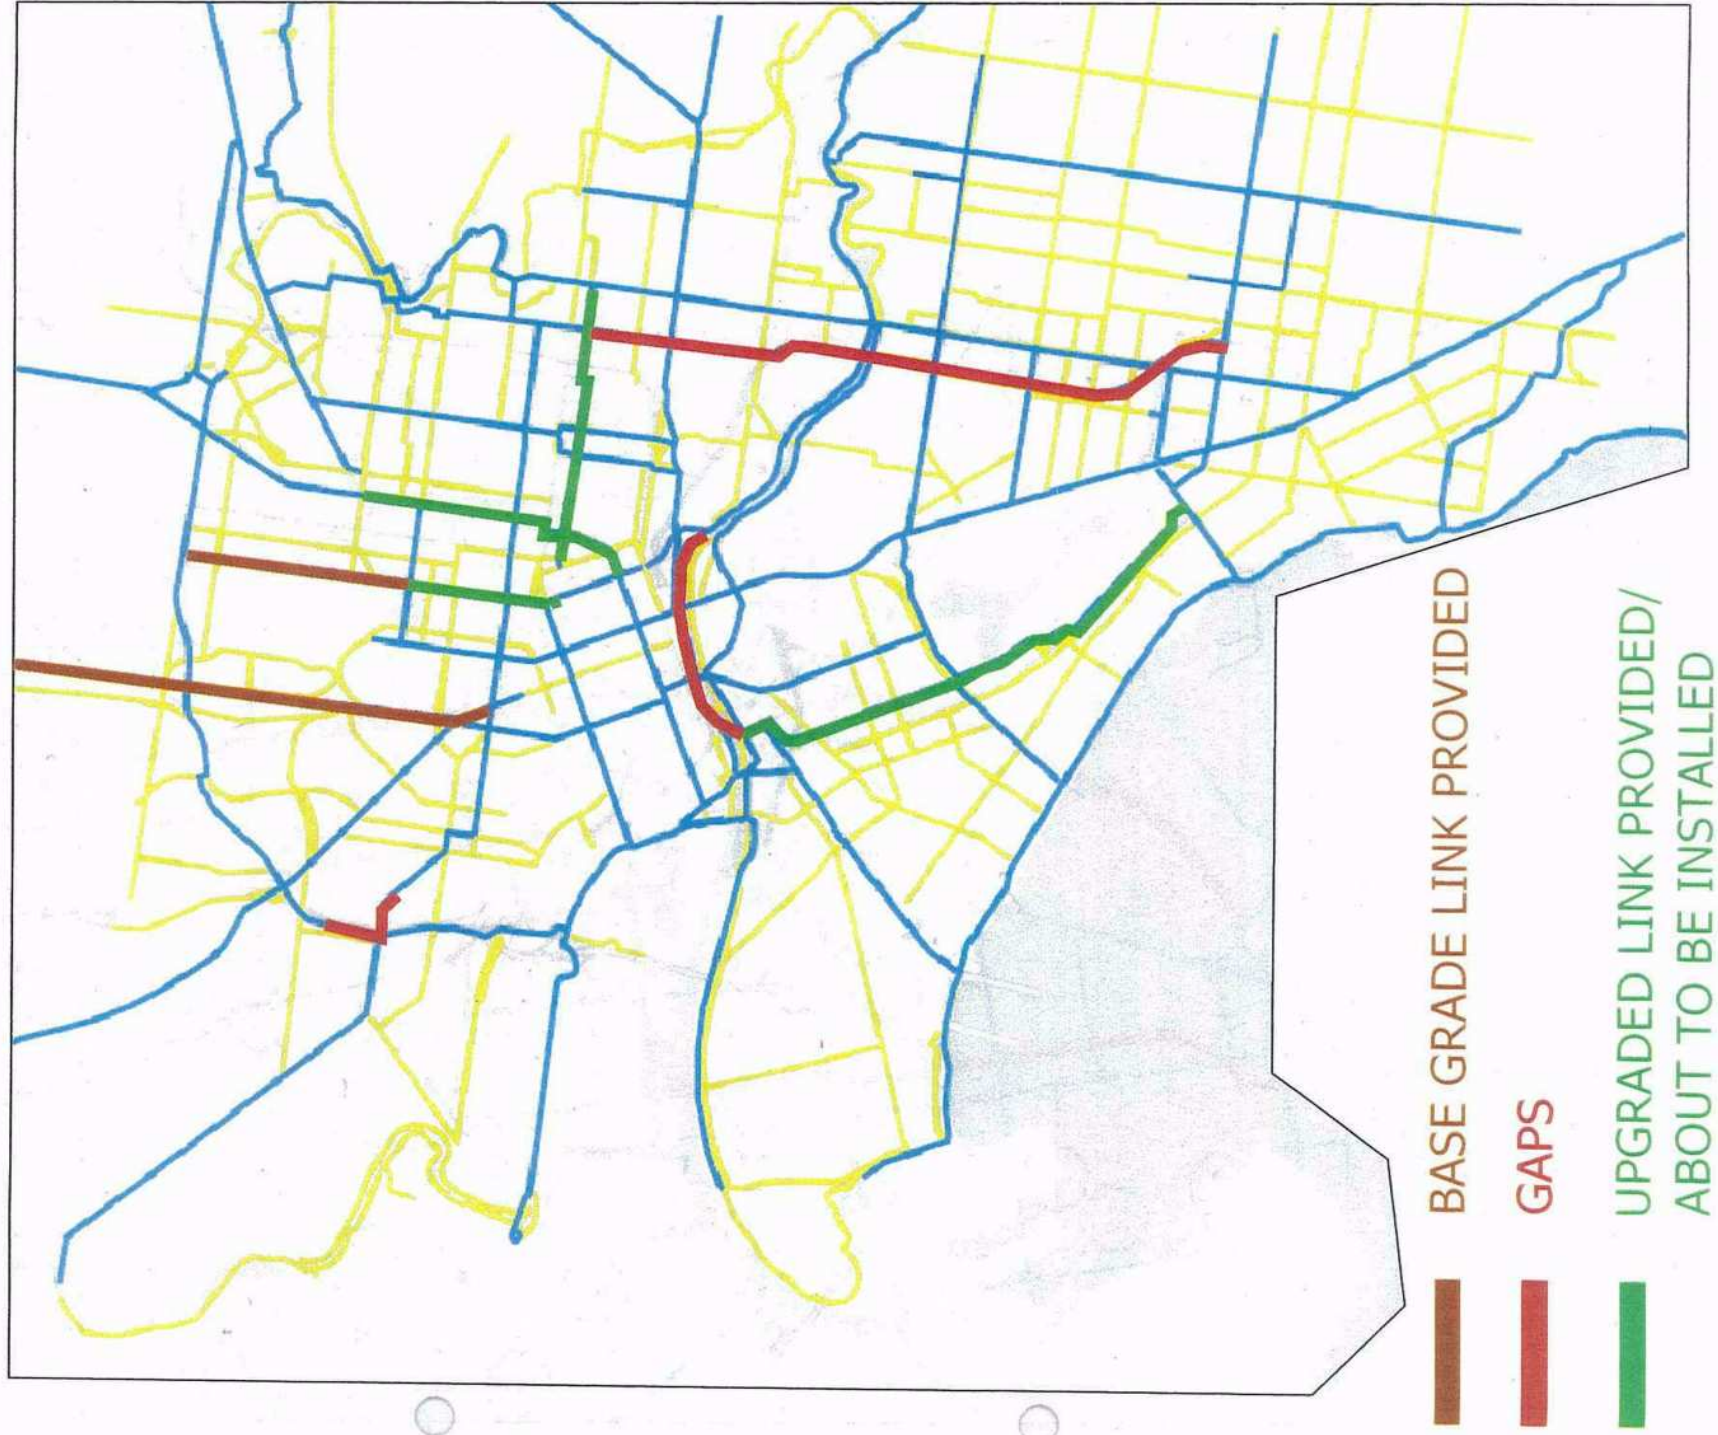 BASE GRADE LINK PROVIDED
GAPS
UPGRADED LINK PROVIDED/
ABOUT TO BE INSTALLED